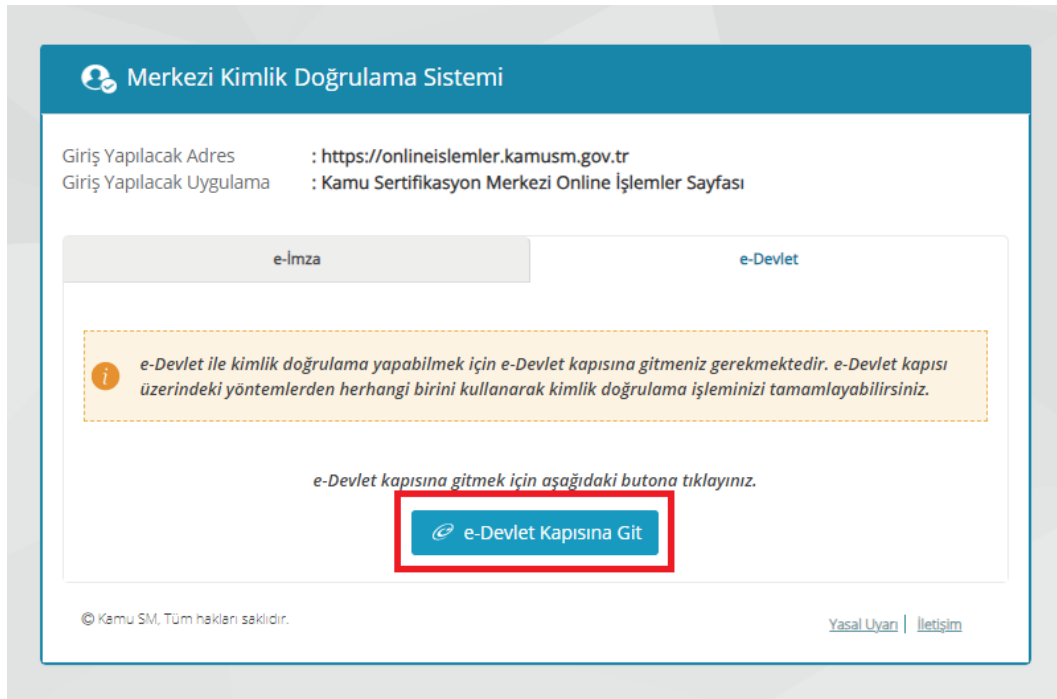 Merkezi Kimlik Doğrulama Sistemi
Giriş Yapılacak Adres : https://onlineislemler.kamusm.gov.tr
Giriş Yapılacak Uygulama : Kamu Sertifikasyon Merkezi Online İşlemler Sayfası
e-İmza e-Devlet
e-Devlet ile kimlik doğrulama yapabilmek için e-Devlet kapısına gitmeniz gerekmektedir. e-Devlet kapısı
üzerindeki yöntemlerden herhangi birini kullanarak kimlik doğrulama işleminizi tamamlayabilirsiniz.
e-Devlet kapısına gitmek için aşağıdaki butona tıklayınız.
e-Devlet Kapısına Git
© Kamu SM, Tüm hakları saklıdır. Yasal Uyarı | İletişim